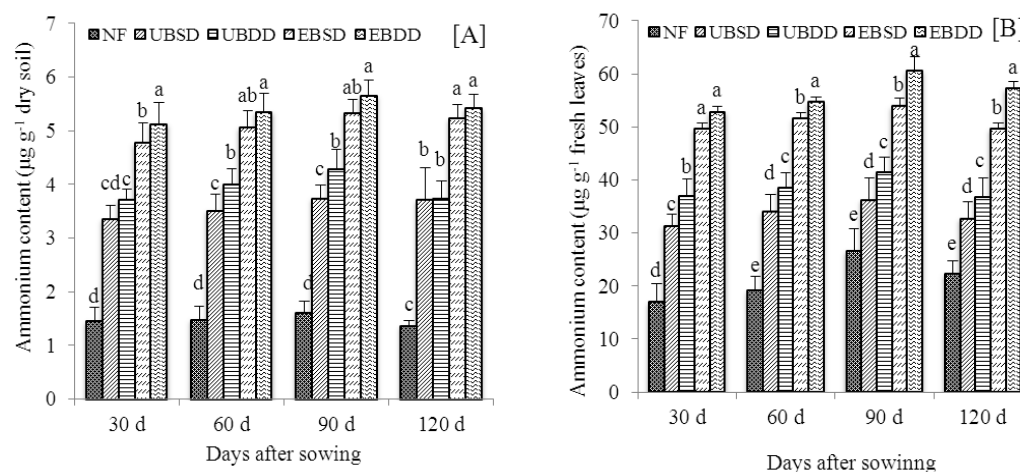 [A]
NF UBSD UBDD EBSD EBDD
Ammonium content (µg g⁻¹ dry soil)
7
6
5
4
3
2
1
0
d cd c b a
d c b ab a
d c b ab a
c b b a a
30 d 60 d 90 d 120 d
Days after sowing
[B]
NF UBSD UBDD EBSD EBDD
Ammonium content (µg g⁻¹ fresh leaves)
70
60
50
40
30
20
10
0
d c b a a
e d c b a
e d c b a
e d c b a
30 d 60 d 90 d 120 d
Days after sowinng